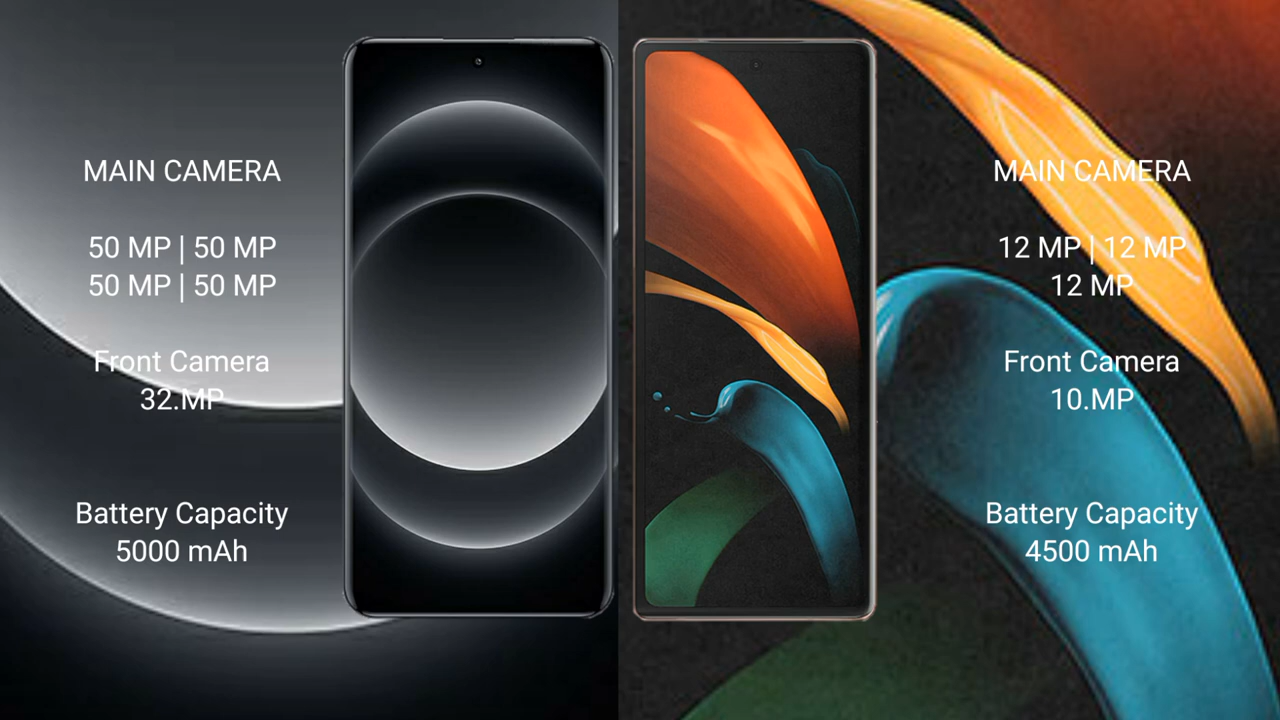 MAIN CAMERA
50 MP | 50 MP
50 MP | 50 MP
Front Camera
32.MP
Battery Capacity
5000 mAh
MAIN CAMERA
12 MP | 12 MP
12 MP
Front Camera
10.MP
Battery Capacity
4500 mAh